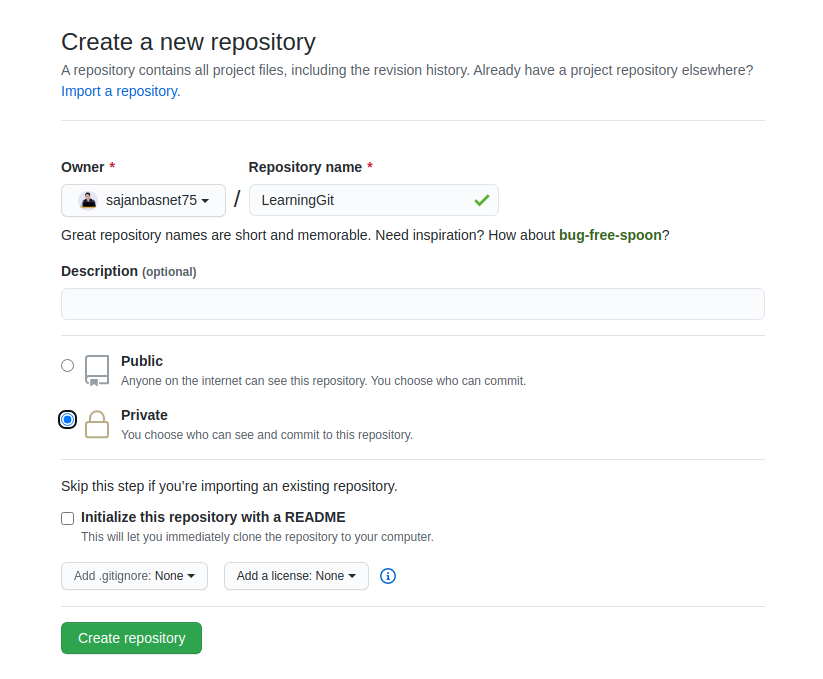 Create a new repository
A repository contains all project files, including the revision history. Already have a project repository elsewhere?
Import a repository.
Owner * Repository name *
sajanbasnet75 / LearningGit
Great repository names are short and memorable. Need inspiration? How about bug-free-spoon?
Description (optional)
Public
Anyone on the internet can see this repository. You choose who can commit.
Private
You choose who can see and commit to this repository.
Skip this step if you’re importing an existing repository.
Initialize this repository with a README
This will let you immediately clone the repository to your computer.
Add .gitignore: None Add a license: None
Create repository